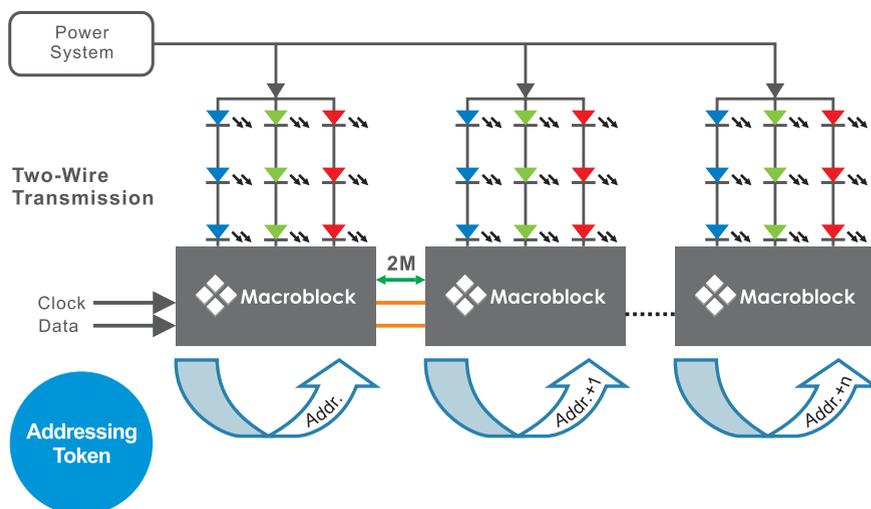 Power
System
Two-Wire
Transmission
2M
Macroblock
Macroblock
Macroblock
Clock
Data
Addr.
Addr.+1
Addr.+n
Addressing
Token